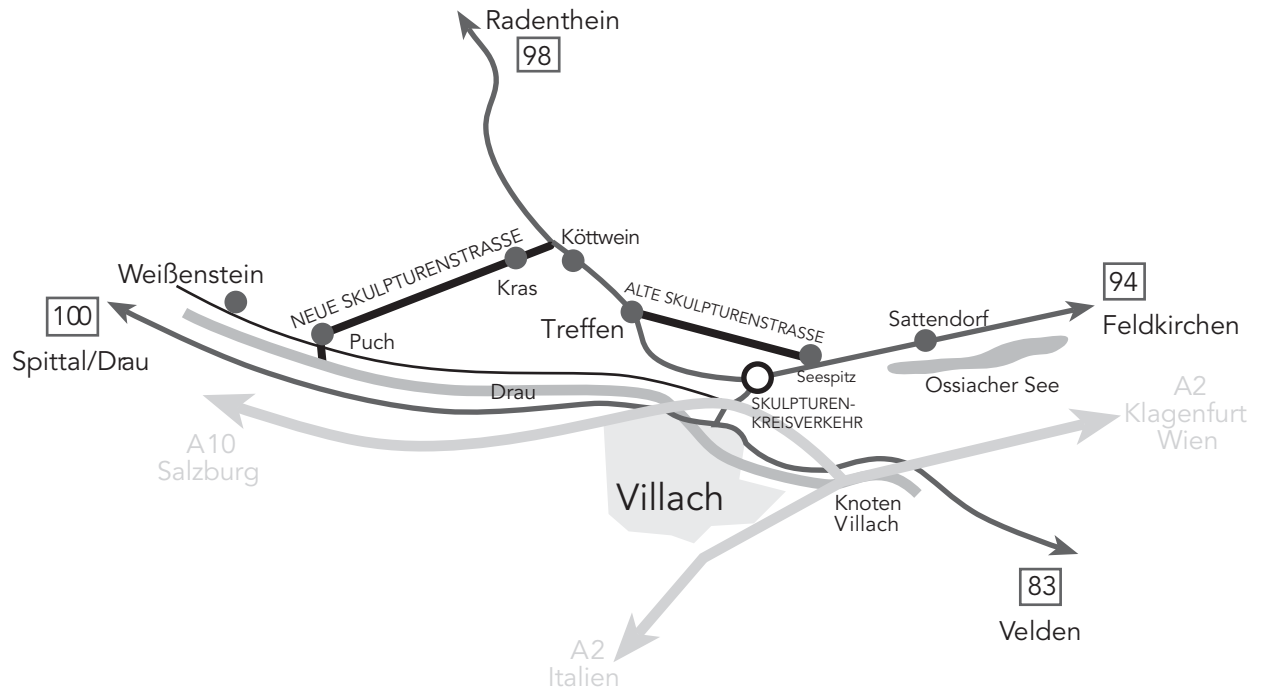 Radenthein
98
Köttwein
NEUE SKULPTURENSTRASSE
Weißenstein
Kras
94
Feldkirchen
ALTE SKULPTURENSTRASSE
Sattendorf
100
Spittal/Drau
Treffen
Puch
Seespitz
Ossiacher See
Drau
SKULPTUREN-
KREISVERKEHR
A2
Klagenfurt
Wien
A10
Salzburg
Villach
Knoten
Villach
83
Velden
A2
Italien